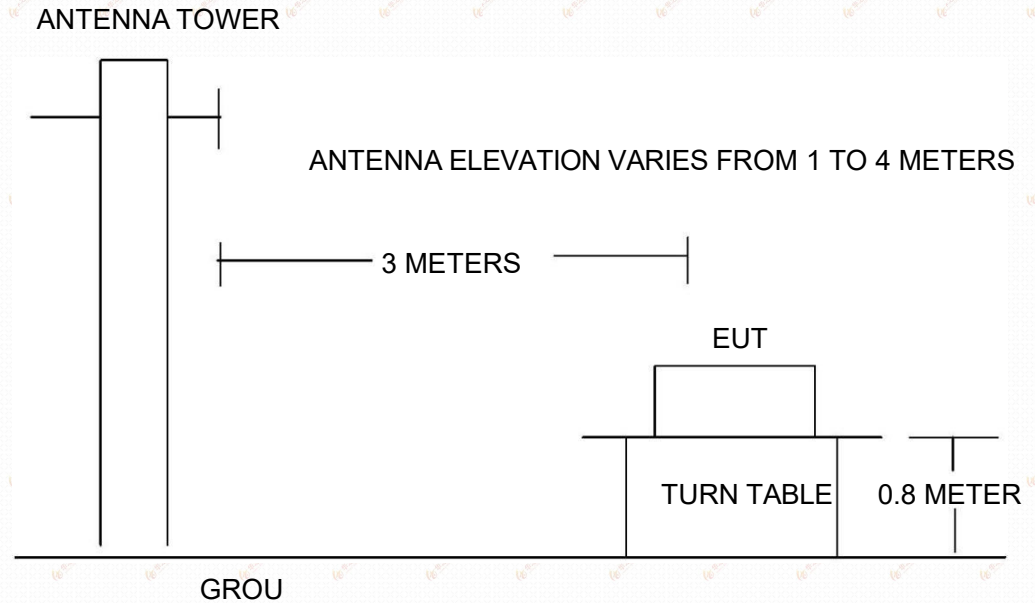 ANTENNA TOWER
ANTENNA ELEVATION VARIES FROM 1 TO 4 METERS
3 METERS
EUT
TURN TABLE
0.8 METER
GROU